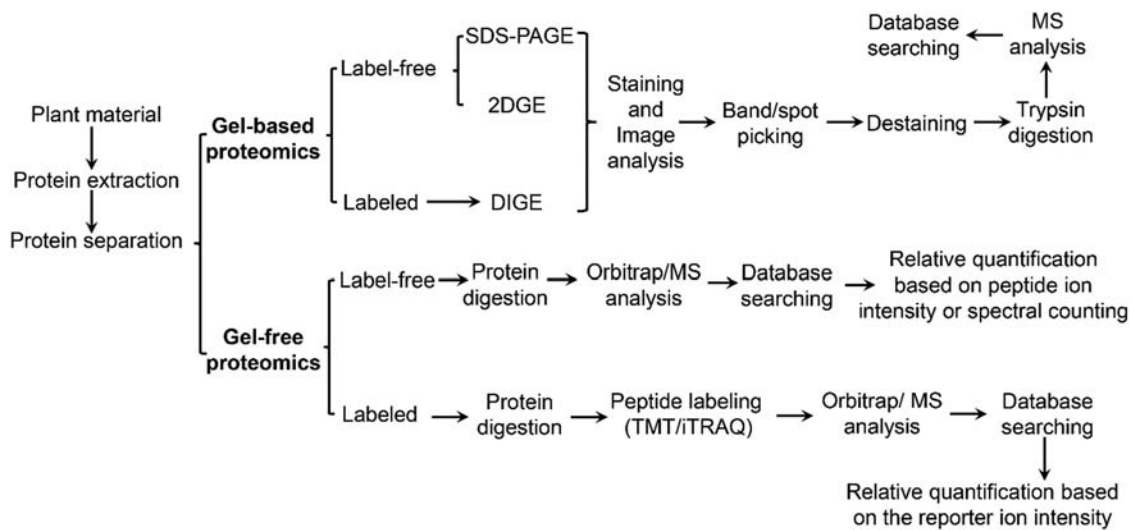 Plant material
Protein extraction
Protein separation
Gel-based
proteomics
Label-free
SDS-PAGE
2DGE
Labeled
DIGE
Staining
and
Image
analysis
Band/spot
picking
Destaining
Trypsin
digestion
MS
analysis
Database
searching
Gel-free
proteomics
Label-free
Protein
digestion
Orbitrap/MS
analysis
Database
searching
Relative quantification
based on peptide ion
intensity or spectral counting
Labeled
Protein
digestion
Peptide labeling
(TMT/iTRAQ)
Orbitrap/ MS
analysis
Database
searching
Relative quantification based
on the reporter ion intensity